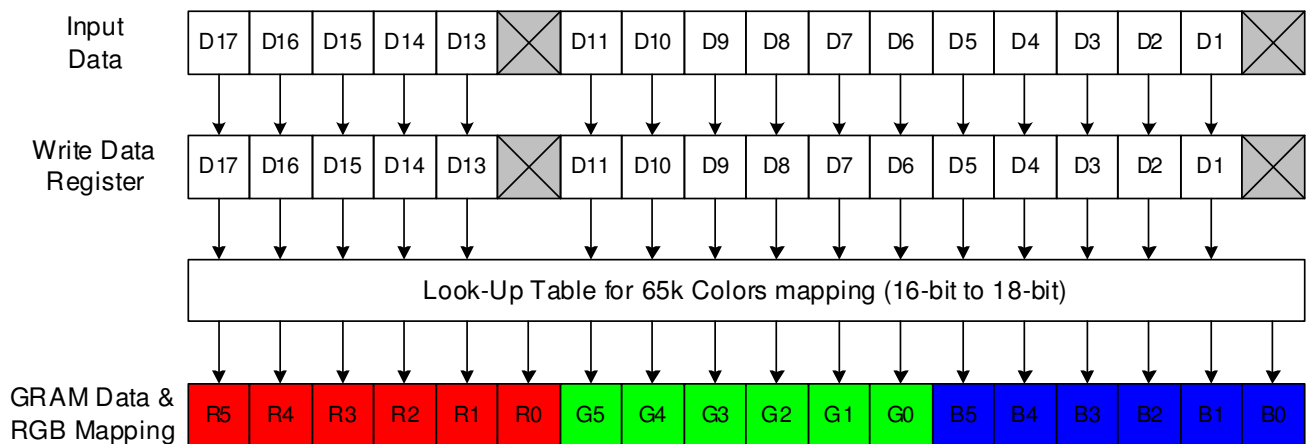 Input
Data
D17 D16 D15 D14 D13 D11 D10 D9 D8 D7 D6 D5 D4 D3 D2 D1
Write Data
Register
D17 D16 D15 D14 D13 D11 D10 D9 D8 D7 D6 D5 D4 D3 D2 D1
Look-Up Table for 65k Colors mapping (16-bit to 18-bit)
GRAM Data &
RGB Mapping
R5 R4 R3 R2 R1 R0 G5 G4 G3 G2 G1 G0 B5 B4 B3 B2 B1 B0